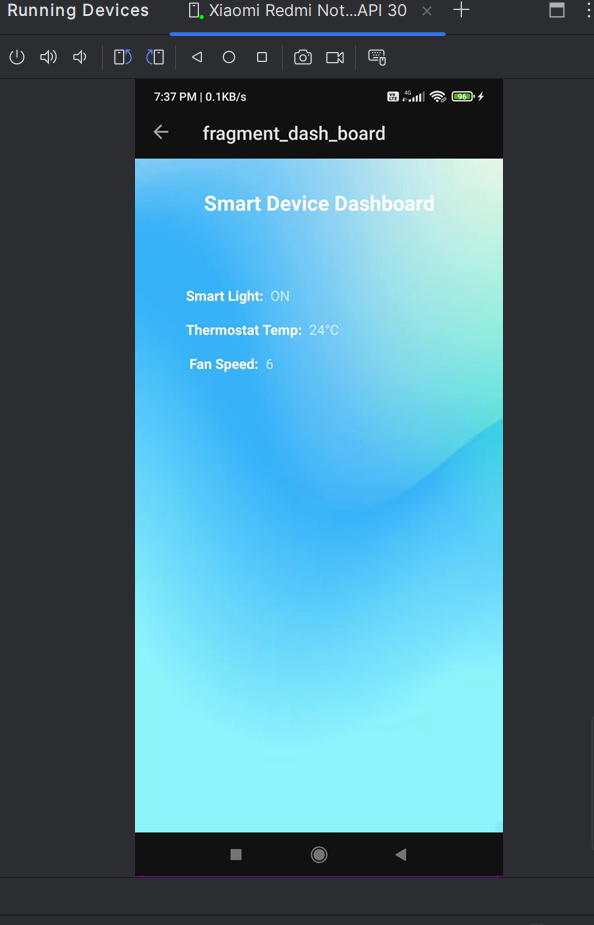 Running Devices
Xiaomi Redmi Not...API 30
7:37 PM | 0.1KB/s
4G
96
fragment_dash_board
Smart Device Dashboard
Smart Light: ON
Thermostat Temp: 24°C
Fan Speed: 6